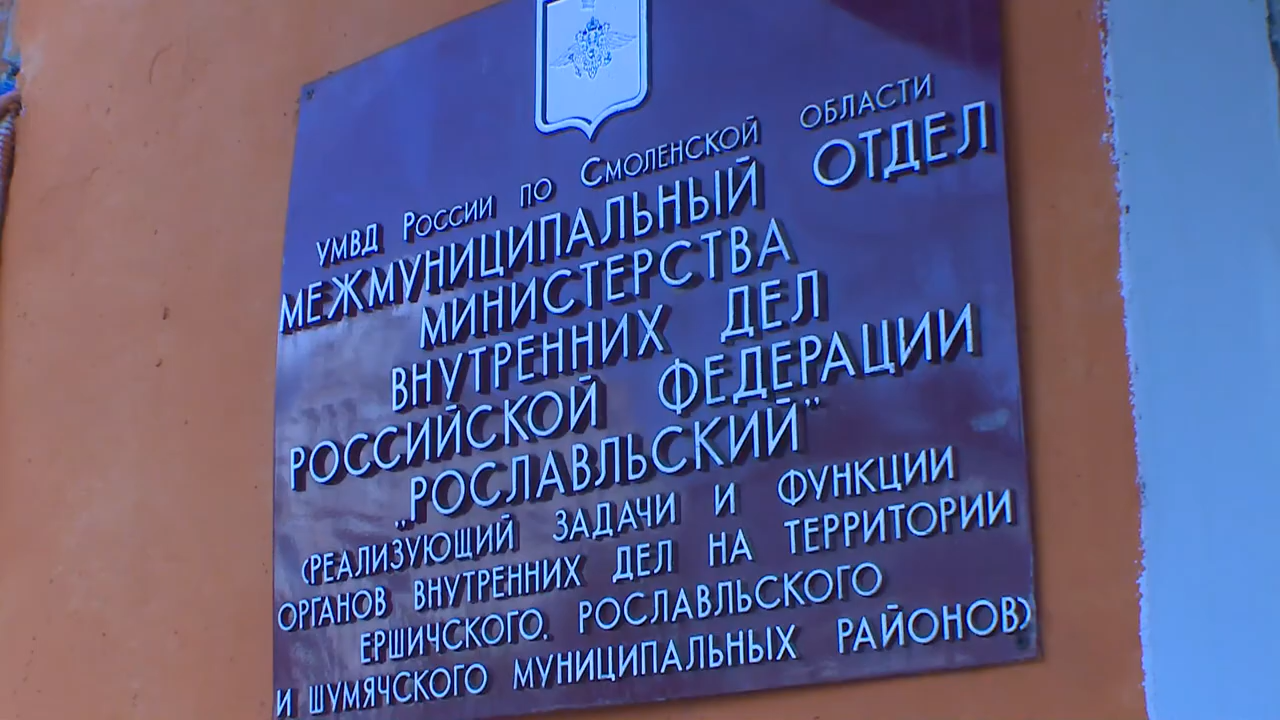 УМВД России по Смоленской области
МЕЖМУНИЦИПАЛЬНЫЙ ОТДЕЛ
МИНИСТЕРСТВА
ВНУТРЕННИХ ДЕЛ
РОССИЙСКОЙ ФЕДЕРАЦИИ
„РОСЛАВЛЬСКИЙ”
(РЕАЛИЗУЮЩИЙ ЗАДАЧИ И ФУНКЦИИ
ОРГАНОВ ВНУТРЕННИХ ДЕЛ НА ТЕРРИТОРИИ
ЕРШИЧСКОГО, РОСЛАВЛЬСКОГО
И ШУМЯЧСКОГО МУНИЦИПАЛЬНЫХ РАЙОНОВ)